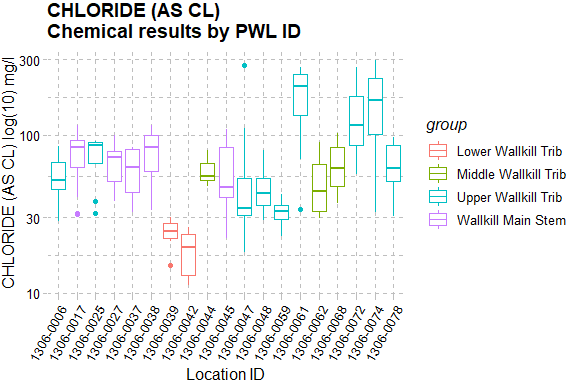 CHLORIDE (AS CL)
Chemical results by PWL ID
CHLORIDE (AS CL) log(10) mg/l
300
100
30
10
1306-0006
1306-0017
1306-0025
1306-0027
1306-0037
1306-0038
1306-0039
1306-0042
1306-0044
1306-0045
1306-0047
1306-0048
1306-0059
1306-0061
1306-0062
1306-0068
1306-0072
1306-0074
1306-0078
Location ID
group
Lower Wallkill Trib
Middle Wallkill Trib
Upper Wallkill Trib
Wallkill Main Stem